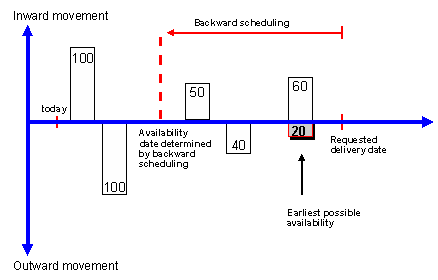 Inward movement
Backward scheduling
100
today
50
60
Availability
date determined
by backward
scheduling
20
Requested
delivery date
40
100
Earliest possible
availability
Outward movement